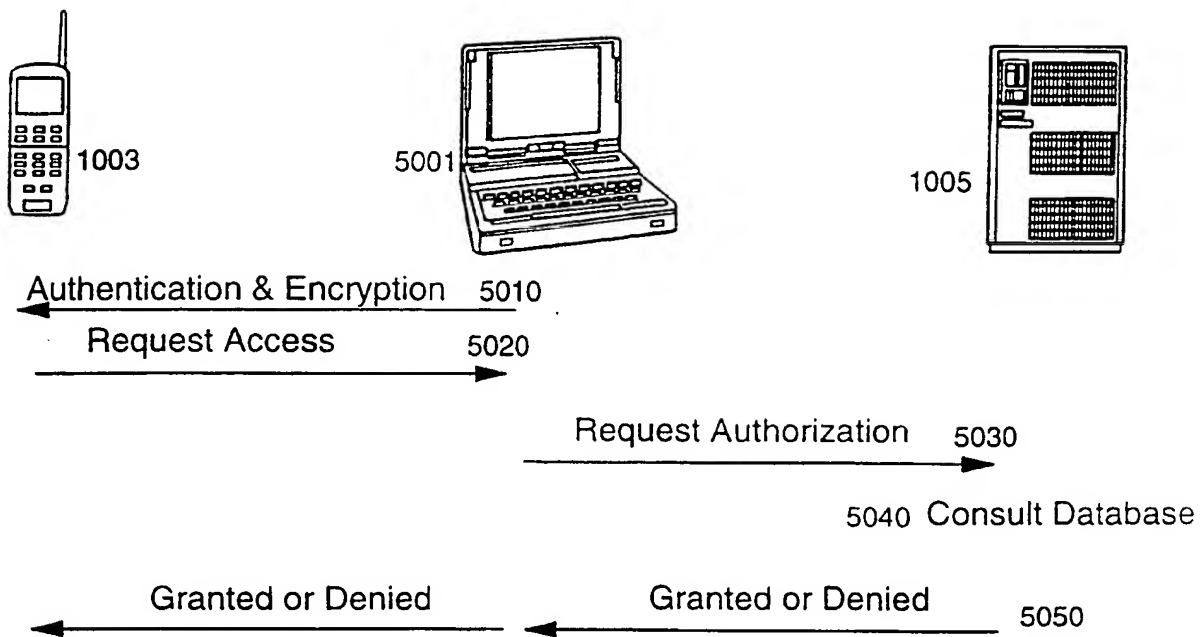 1003
5001
1005
Authentication & Encryption 5010
Request Access 5020
Request Authorization 5030
5040 Consult Database
Granted or Denied Granted or Denied 5050